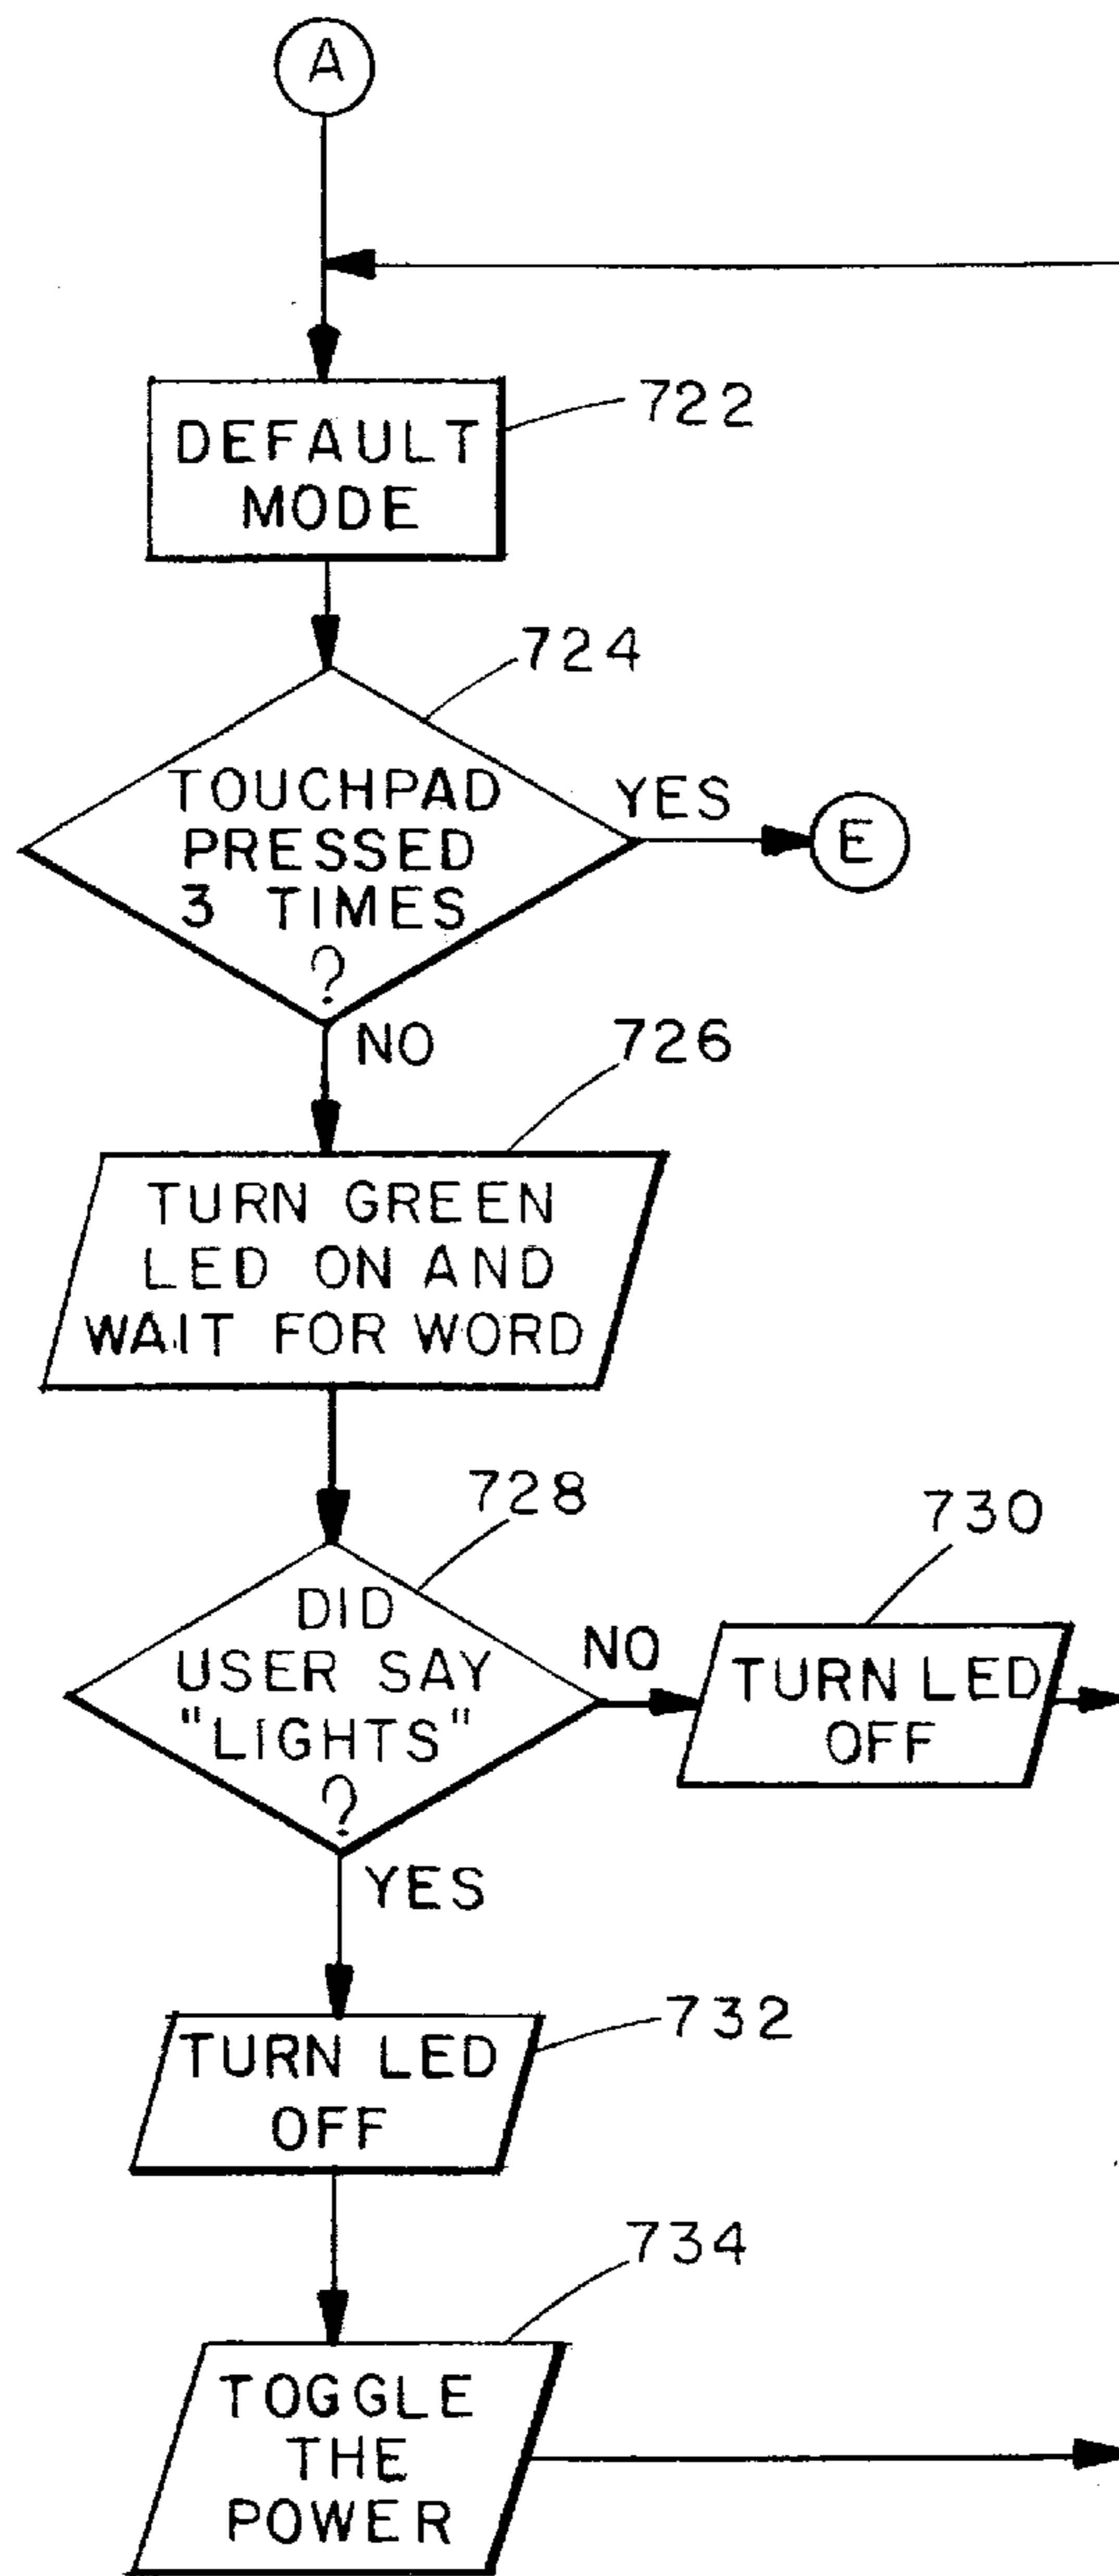 A
722
DEFAULT
MODE
724
TOUCHPAD
PRESSED
3 TIMES
?
YES
E
NO
726
TURN GREEN
LED ON AND
WAIT FOR WORD
728
DID
USER SAY
"LIGHTS"
?
NO
730
TURN LED
OFF
YES
732
TURN LED
OFF
734
TOGGLE
THE
POWER